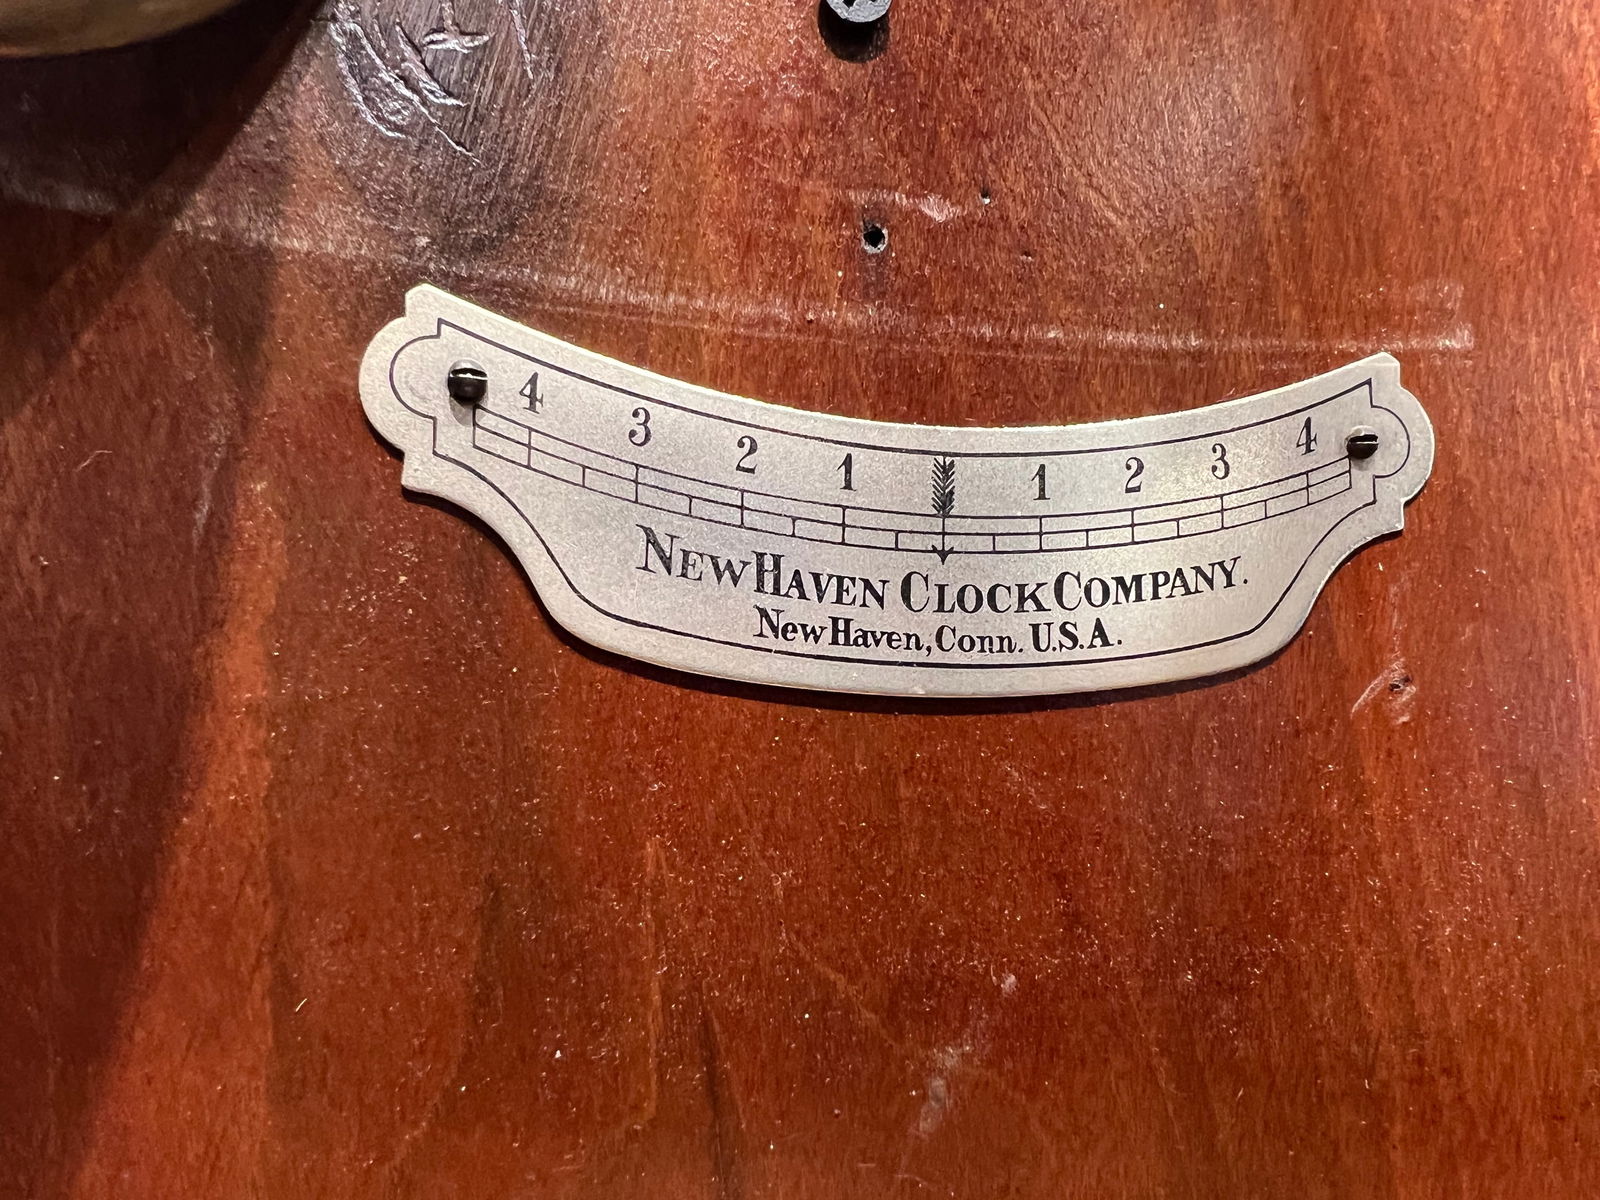 4 3 2 1 1 2 3 4
NEW HAVEN CLOCK COMPANY.
New Haven, Conn. U.S.A.